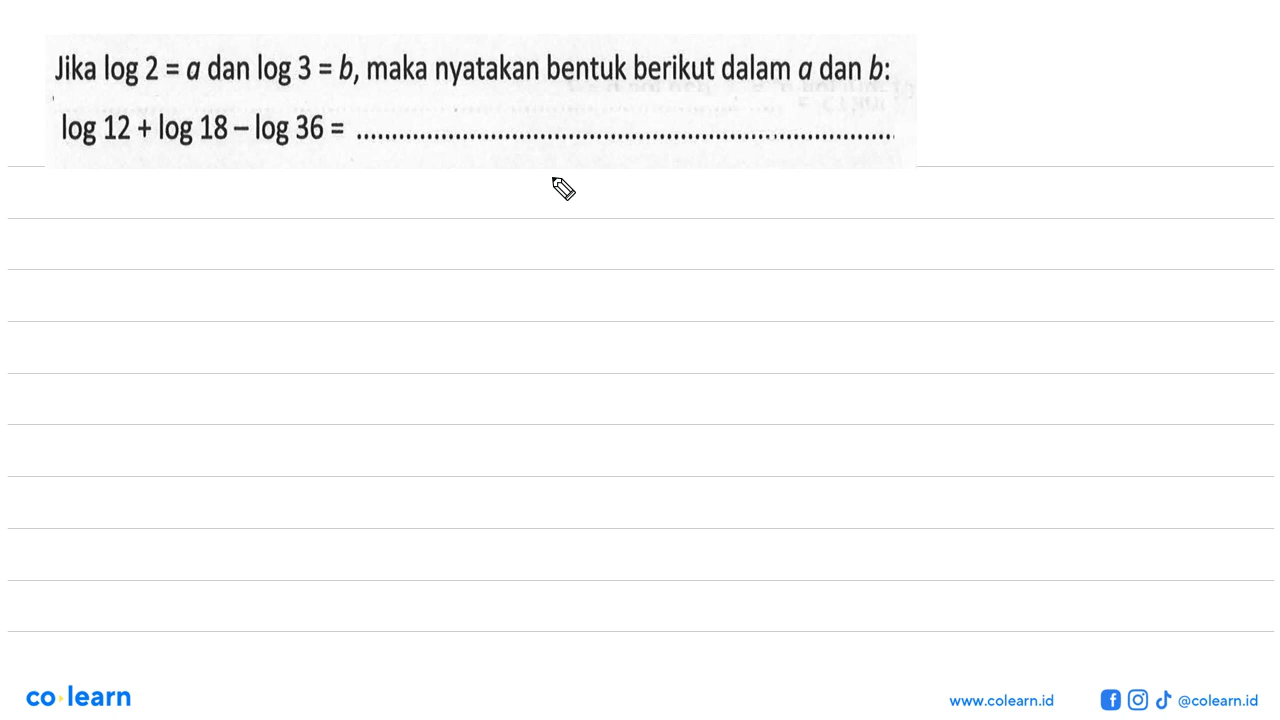 Jika log 2 = a dan log 3 = b, maka nyatakan bentuk berikut dalam a dan b:
log 12 + log 18 – log 36 = ................................................................................
co learn
www.colearn.id
@colearn.id